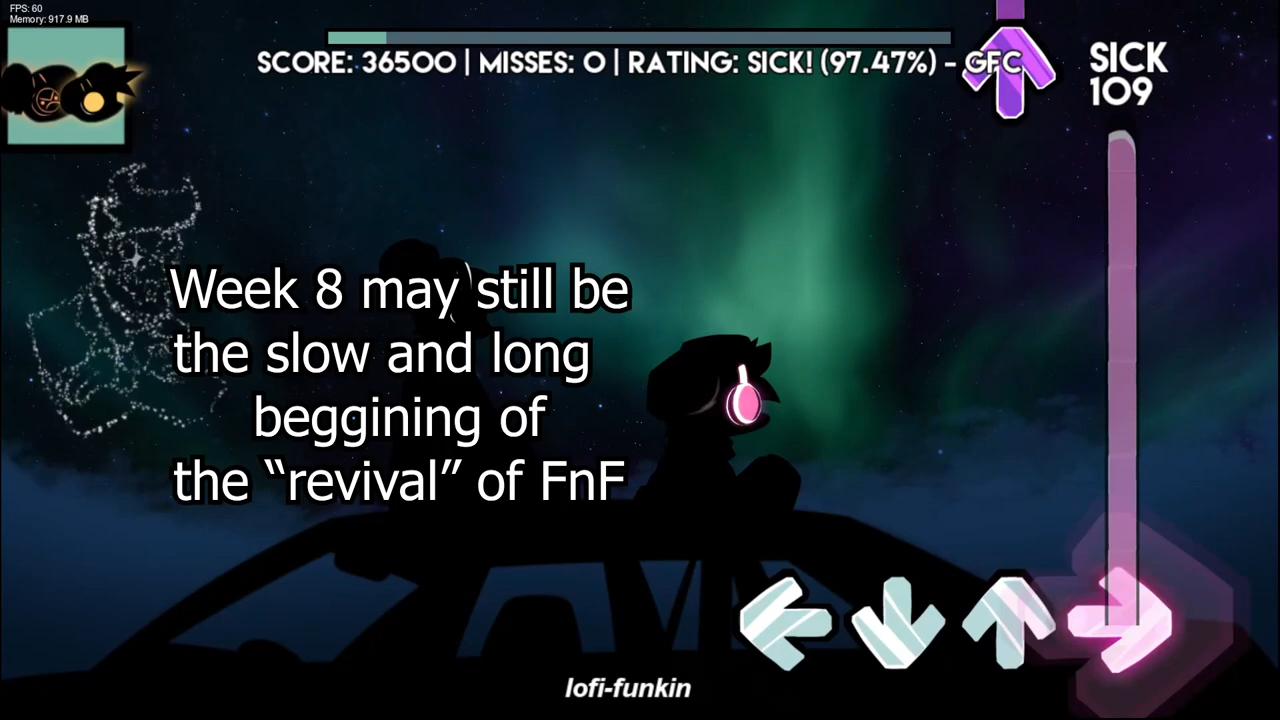 FPS: 60
Memory: 917.9 MB
SCORE: 36500 | MISSES: 0 | RATING: SICK! (97.47%) - GFC
SICK
109
Week 8 may still be
the slow and long
beggining of
the “revival” of FnF
lofi-funkin